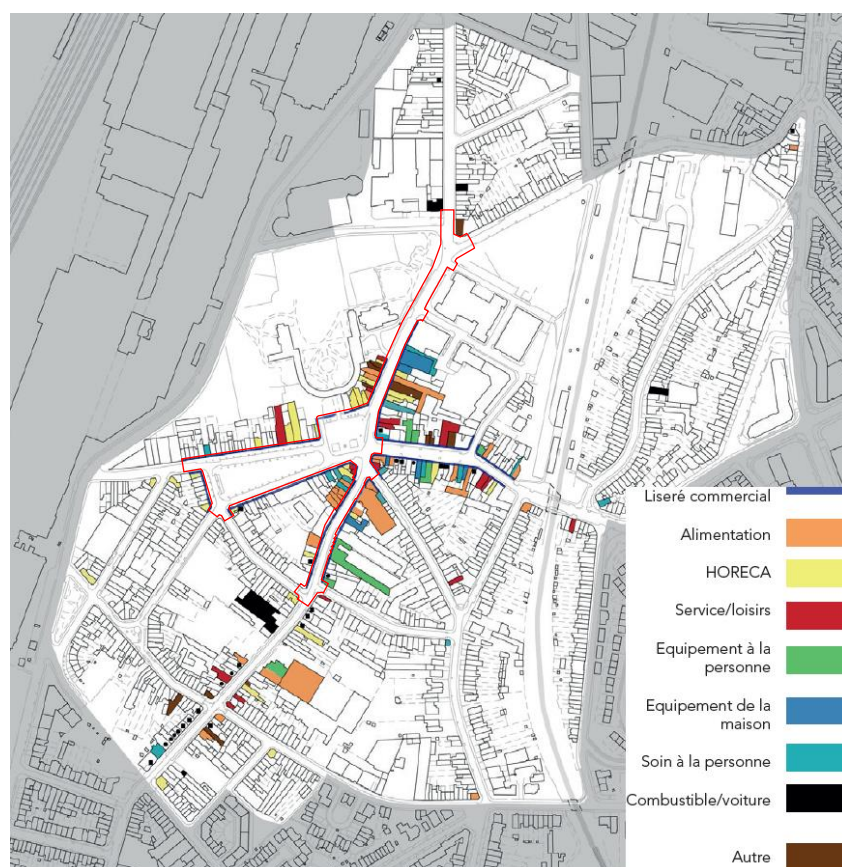 Liseré commercial
Alimentation
HORECA
Service/loisirs
Equipement à la
personne
Equipement de la
maison
Soin à la personne
Combustible/voiture
Autre